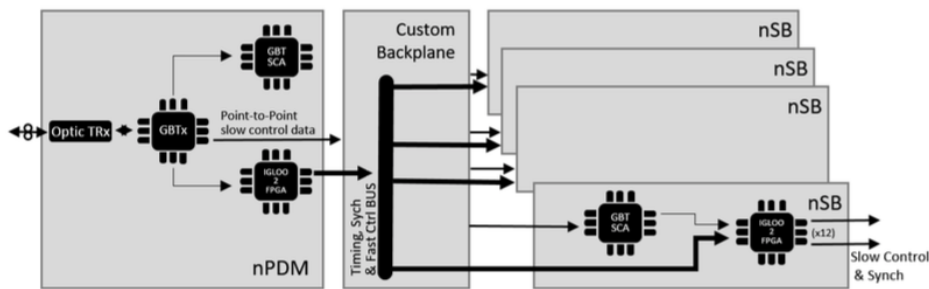 Custom
Backplane
nSB
nSB
nSB
GBT
SCA
Optic TRx
GBTx
Point-to-Point
slow control data
IGLOO
2
FPGA
Timing, Sych
& Fast Ctrl BUS
nPDM
nSB
GBT
SCA
IGLOO
2
FPGA
(x12)
Slow Control
& Synch